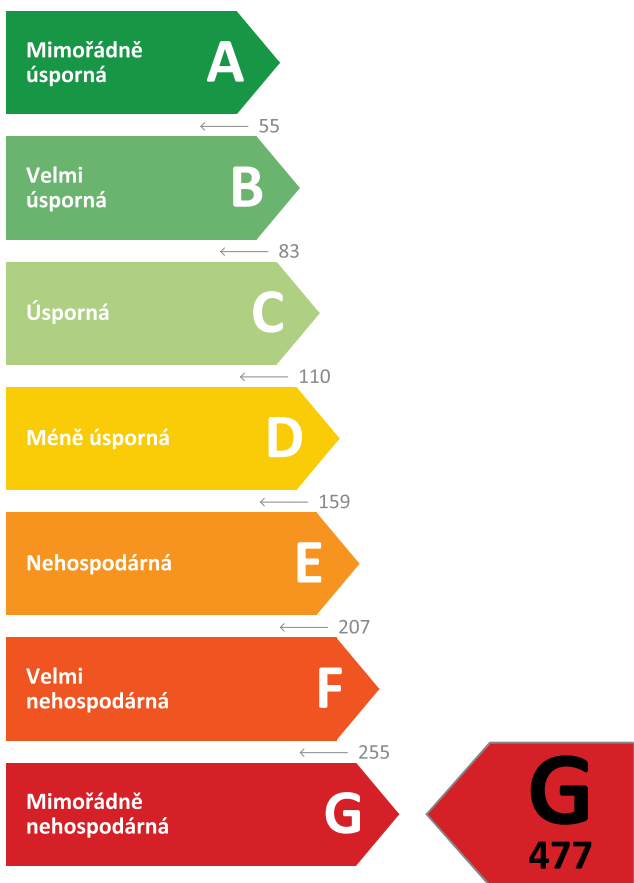 Mimořádně
úsporná
A
55
Velmi
úsporná
B
83
Úsporná
C
110
Méně úsporná
D
159
Nehospodárná
E
207
Velmi
nehospodárná
F
255
Mimořádně
nehospodárná
G
G
477